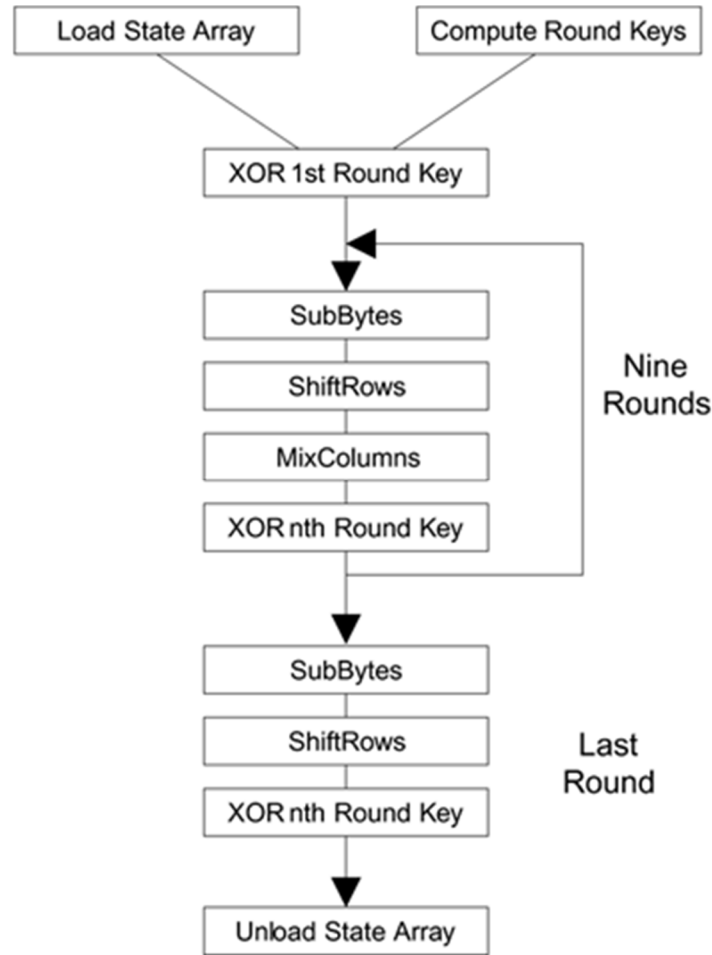 Load State Array
Compute Round Keys
XOR 1st Round Key
SubBytes
ShiftRows
MixColumns
XOR nth Round Key
Nine
Rounds
SubBytes
ShiftRows
XOR nth Round Key
Last
Round
Unload State Array